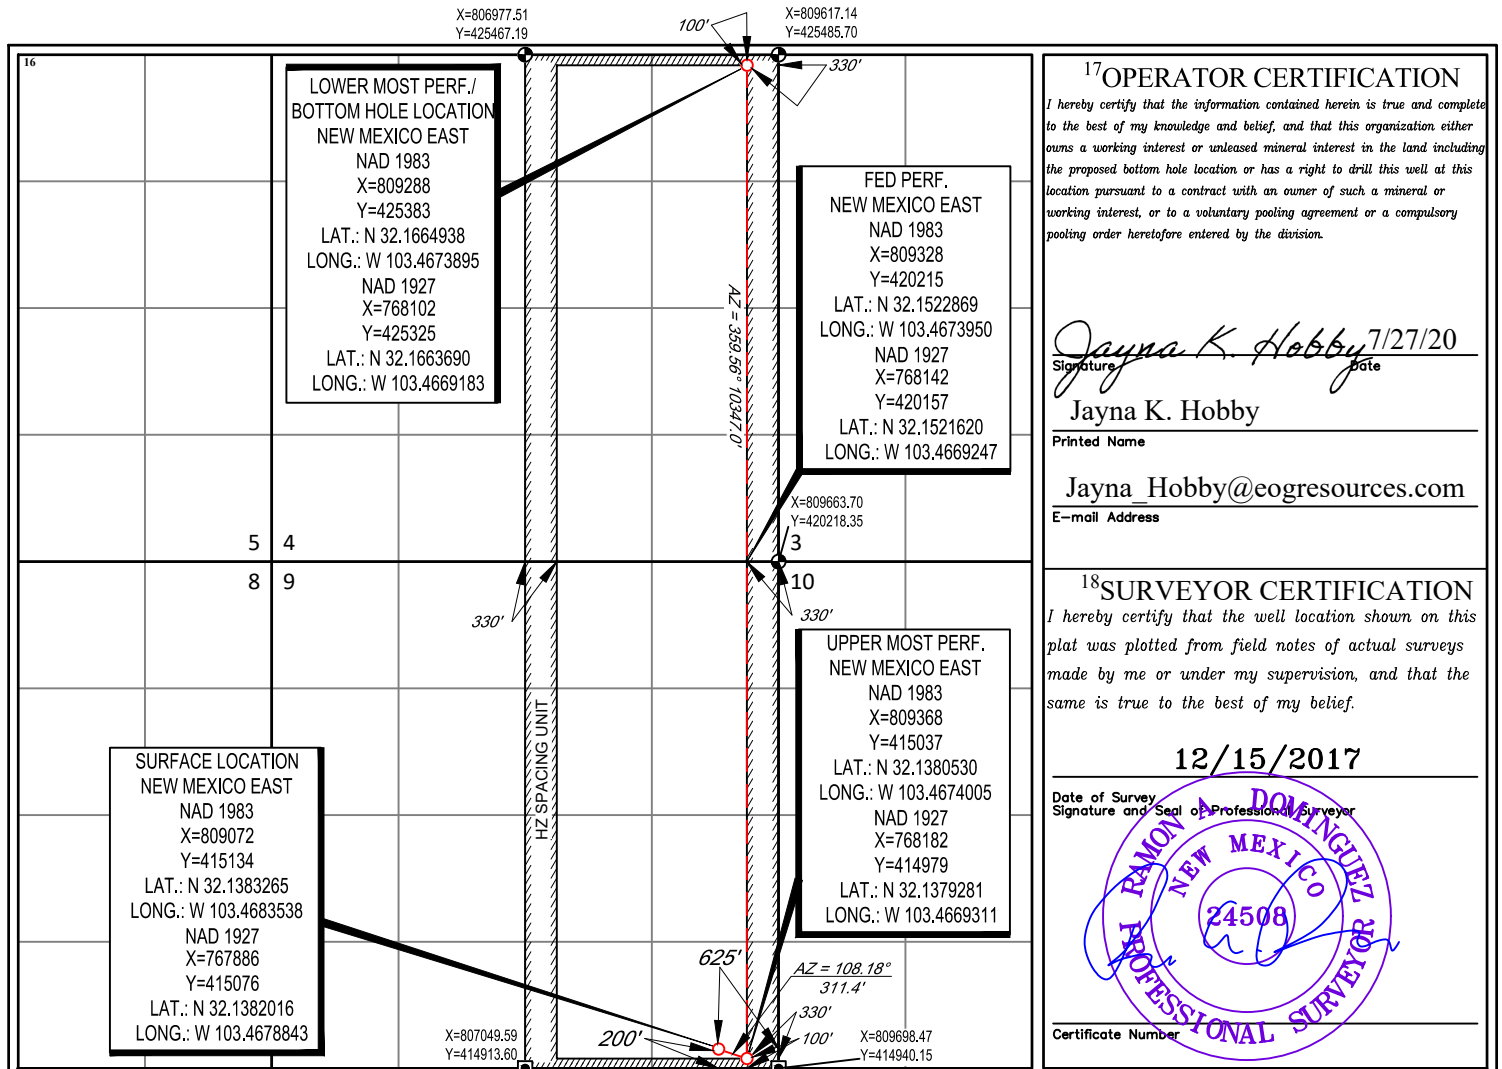 X=806977.51
Y=425467.19
100'
X=809617.14
Y=425485.70
16
330'
LOWER MOST PERF./
BOTTOM HOLE LOCATION
NEW MEXICO EAST
NAD 1983
X=809288
Y=425383
LAT.: N 32.1664938
LONG.: W 103.4673895
NAD 1927
X=768102
Y=425325
LAT.: N 32.1663690
LONG.: W 103.4669183
AZ = 359.56° 10347.0'
FED PERF.
NEW MEXICO EAST
NAD 1983
X=809328
Y=420215
LAT.: N 32.1522869
LONG.: W 103.4673950
NAD 1927
X=768142
Y=420157
LAT.: N 32.1521620
LONG.: W 103.4669247
X=809663.70
Y=420218.35
5 4
3
8 9
10
330'
330'
HZ SPACING UNIT
UPPER MOST PERF.
NEW MEXICO EAST
NAD 1983
X=809368
Y=415037
LAT.: N 32.1380530
LONG.: W 103.4674005
NAD 1927
X=768182
Y=414979
LAT.: N 32.1379281
LONG.: W 103.4669311
SURFACE LOCATION
NEW MEXICO EAST
NAD 1983
X=809072
Y=415134
LAT.: N 32.1383265
LONG.: W 103.4683538
NAD 1927
X=767886
Y=415076
LAT.: N 32.1382016
LONG.: W 103.4678843
625'
AZ = 108.18°
311.4'
330'
100'
200'
X=807049.59
Y=414913.60
X=809698.47
Y=414940.15
17OPERATOR CERTIFICATION
I hereby certify that the information contained herein is true and complete
to the best of my knowledge and belief, and that this organization either
owns a working interest or unleased mineral interest in the land including
the proposed bottom hole location or has a right to drill this well at this
location pursuant to a contract with an owner of such a mineral or
working interest, or to a voluntary pooling agreement or a compulsory
pooling order heretofore entered by the division.
Jayna K. Hobby 7/27/20
Signature Date
Jayna K. Hobby
Printed Name
Jayna_Hobby@eogresources.com
E-mail Address
18SURVEYOR CERTIFICATION
I hereby certify that the well location shown on this
plat was plotted from field notes of actual surveys
made by me or under my supervision, and that the
same is true to the best of my belief.
12/15/2017
Date of Survey
Signature and Seal of Professional Surveyor
RAMON A. DOMINGUEZ
NEW MEXICO
24508
PROFESSIONAL SURVEYOR
Certificate Number